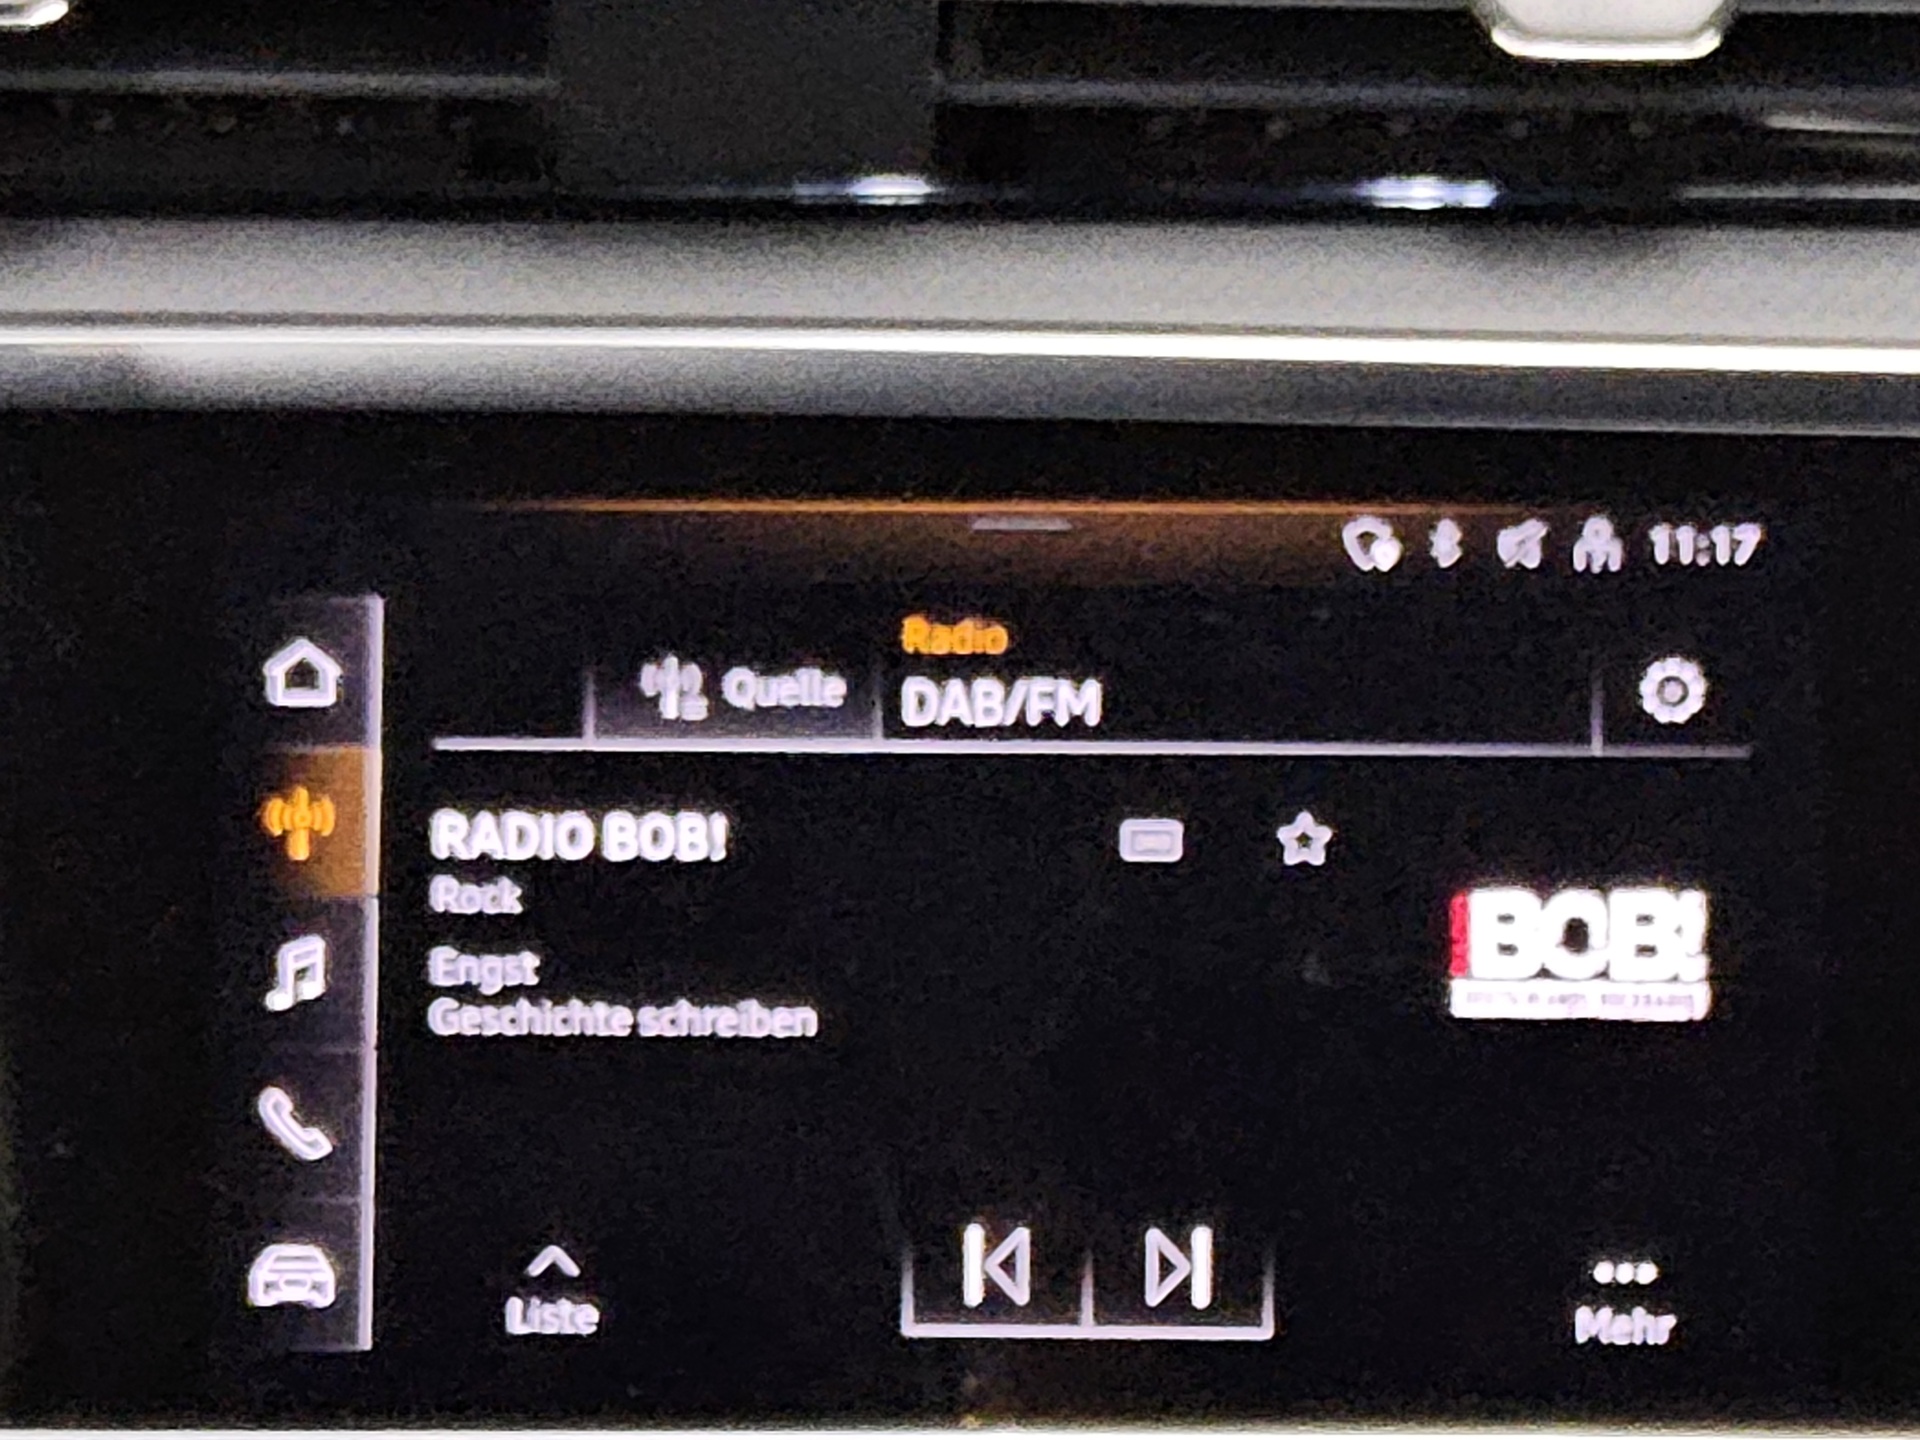 11:17
Radio
Quelle
DAB/FM
RADIO BOB!
Rock
BOB!
Engst
Geschichte schreiben
Liste
Mehr